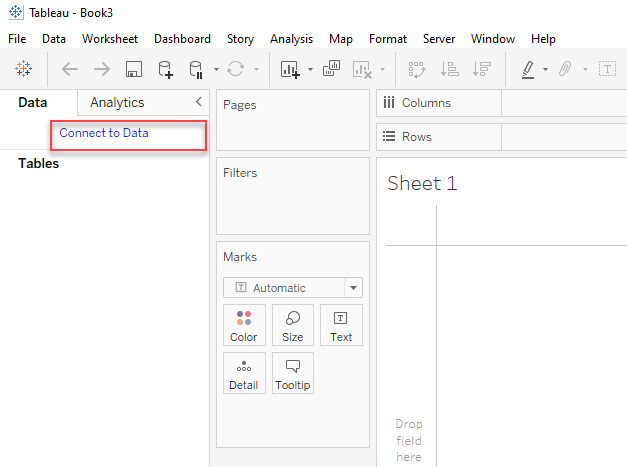 Tableau - Book3
File Data Worksheet Dashboard Story Analysis Map Format Server Window Help
Data Analytics
Connect to Data
Tables
Pages
Filters
Marks
Automatic
Color Size Text
Detail Tooltip
Columns
Rows
Sheet 1
Drop
field
here